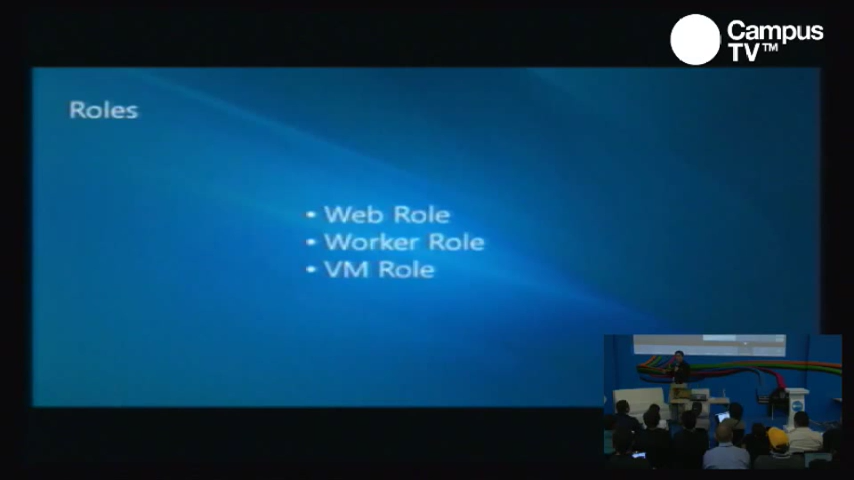 Campus
TV™
Roles
• Web Role
• Worker Role
• VM Role